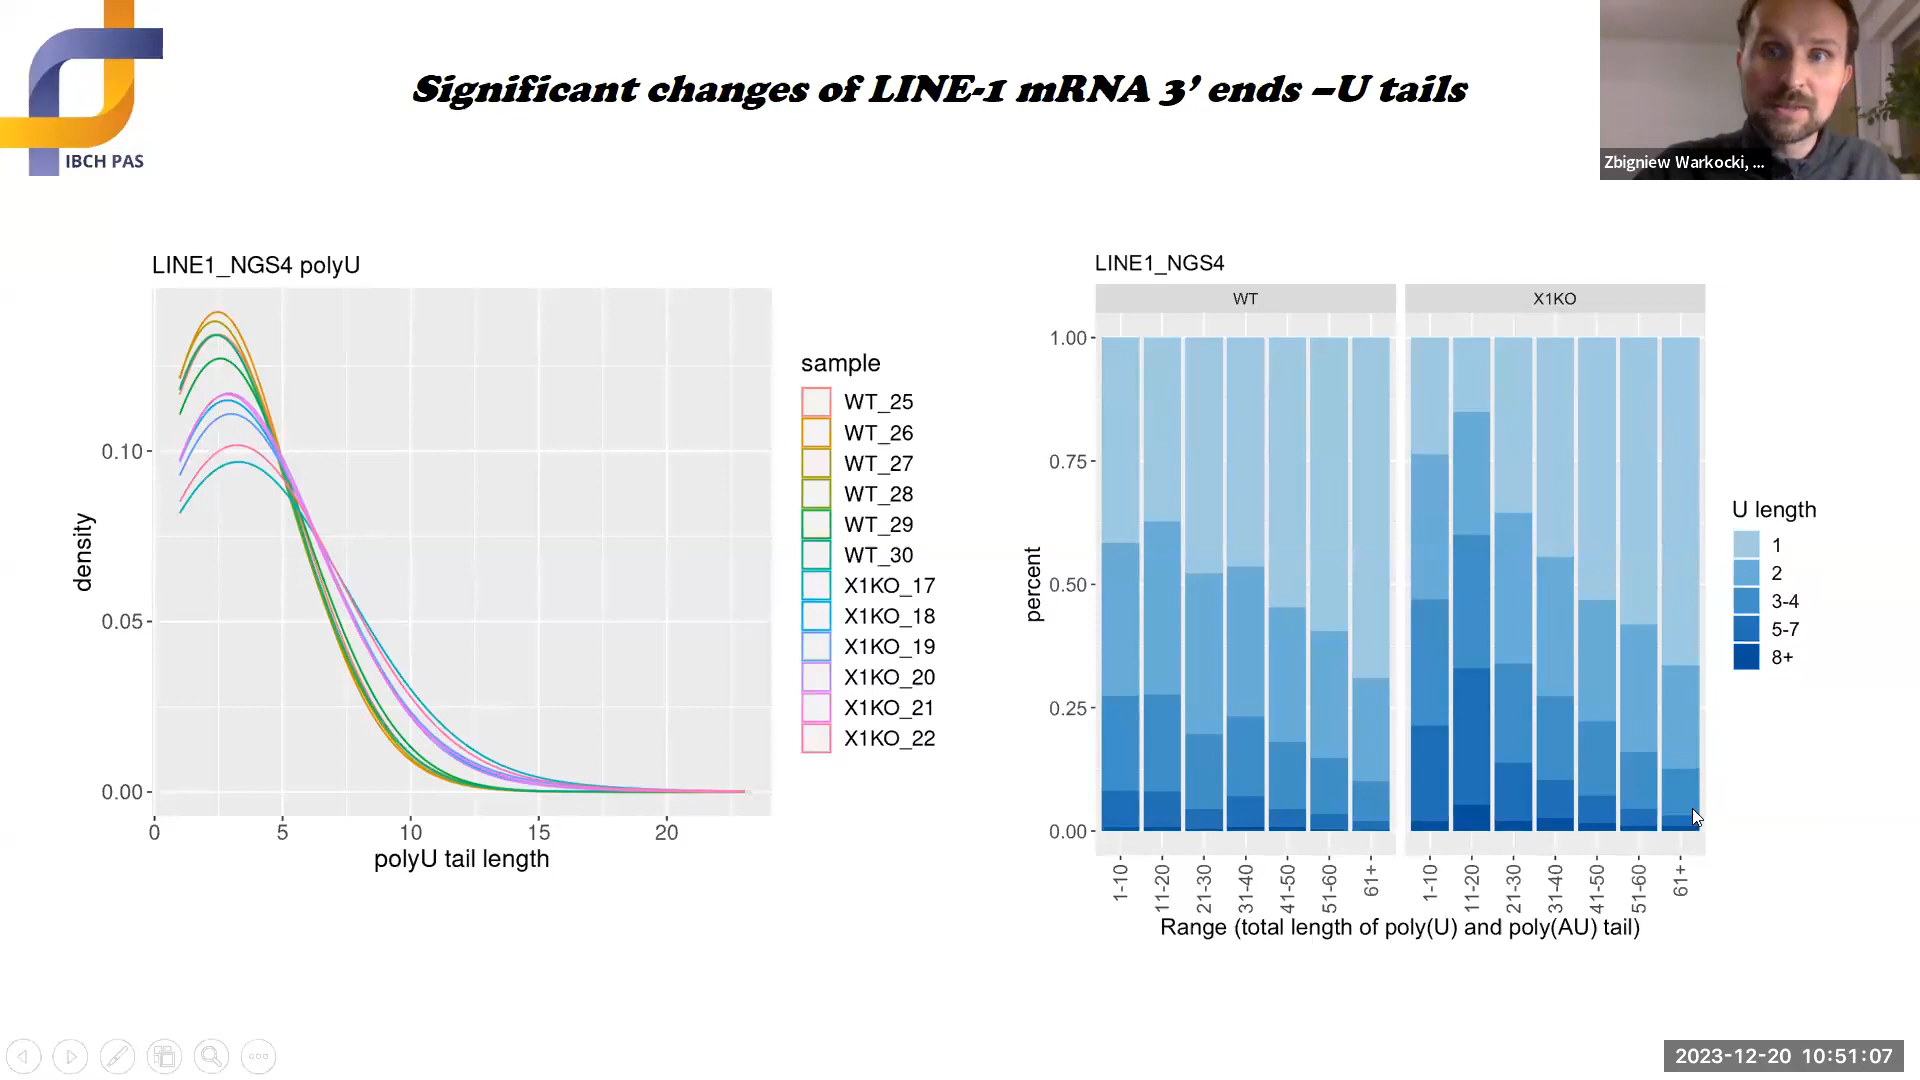 IBCH PAS
Significant changes of LINE-1 mRNA 3’ ends –U tails
Zbigniew Warkocki, ...
LINE1_NGS4 polyU
density
0.10
0.05
0.00
0
5
10
15
20
polyU tail length
sample
WT_25
WT_26
WT_27
WT_28
WT_29
WT_30
X1KO_17
X1KO_18
X1KO_19
X1KO_20
X1KO_21
X1KO_22
LINE1_NGS4
WT
X1KO
percent
1.00
0.75
0.50
0.25
0.00
1-10
11-20
21-30
31-40
41-50
51-60
61+
1-10
11-20
21-30
31-40
41-50
51-60
61+
Range (total length of poly(U) and poly(AU) tail)
U length
1
2
3-4
5-7
8+
2023-12-20 10:51:07